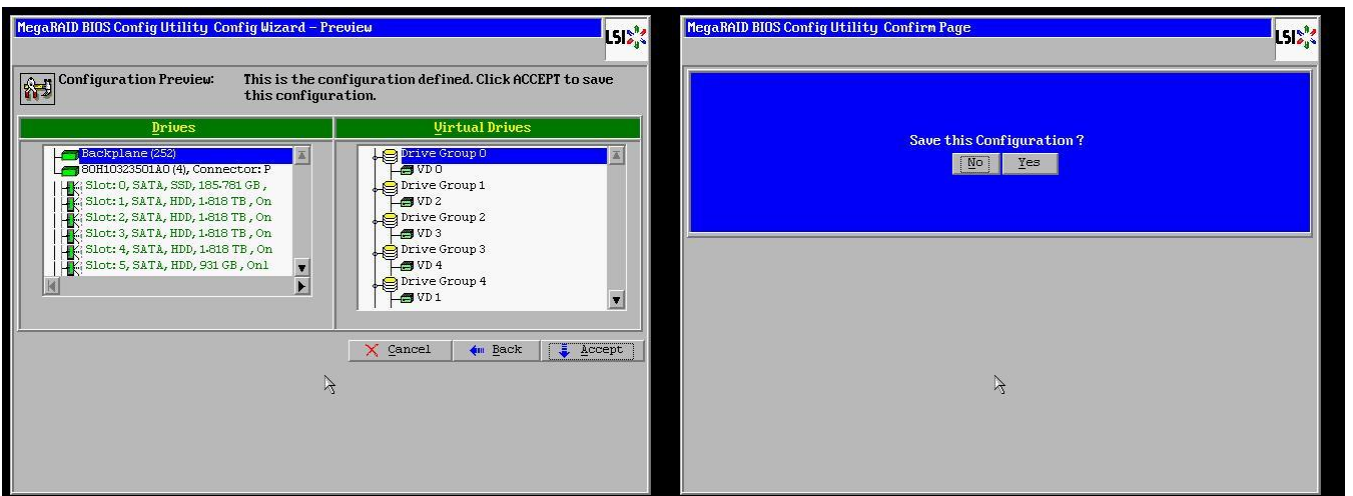 MegaRAID BIOS Config Utility Config Wizard – Preview
LSI
Configuration Preview: This is the configuration defined. Click ACCEPT to save
this configuration.
Drives
Backplane (252)
80H10323501A0 (4), Connector: P
Slot: 0, SATA, SSD, 185.781 GB ,
Slot: 1, SATA, HDD, 1.818 TB , On
Slot: 2, SATA, HDD, 1.818 TB , On
Slot: 3, SATA, HDD, 1.818 TB , On
Slot: 4, SATA, HDD, 1.818 TB , On
Slot: 5, SATA, HDD, 931 GB , Onl
Virtual Drives
Drive Group 0
VD 0
Drive Group 1
VD 2
Drive Group 2
VD 3
Drive Group 3
VD 4
Drive Group 4
VD 1
Cancel Back Accept
MegaRAID BIOS Config Utility Confirm Page
LSI
Save this Configuration ?
No Yes